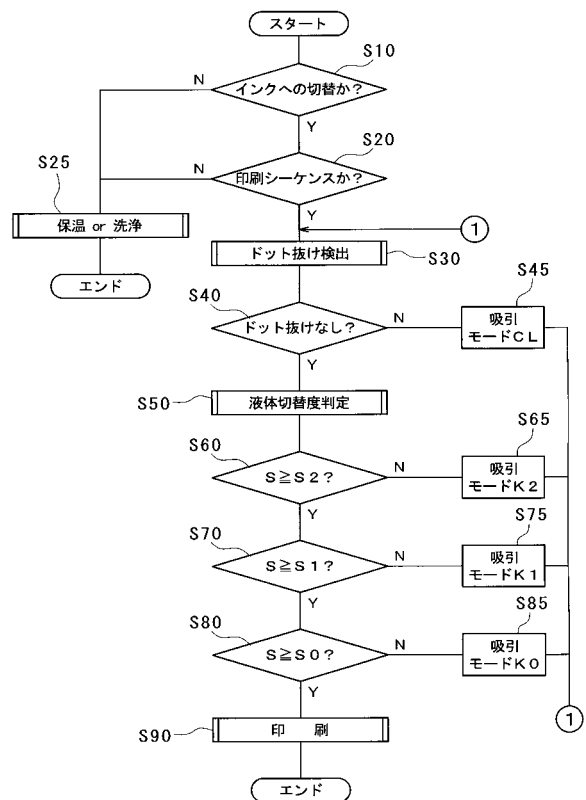 スタート
S10
インクへの切替か?
N
Y
S20
印刷シーケンスか?
N
Y
S25
保温 or 洗浄
エンド
1
ドット抜け検出
S30
S40
ドット抜けなし?
N
Y
S45
吸引
モードCL
S50
液体切替度判定
S60
S≧S2?
N
Y
S65
吸引
モードK2
S70
S≧S1?
N
Y
S75
吸引
モードK1
S80
S≧S0?
N
Y
S85
吸引
モードK0
1
S90
印 刷
エンド